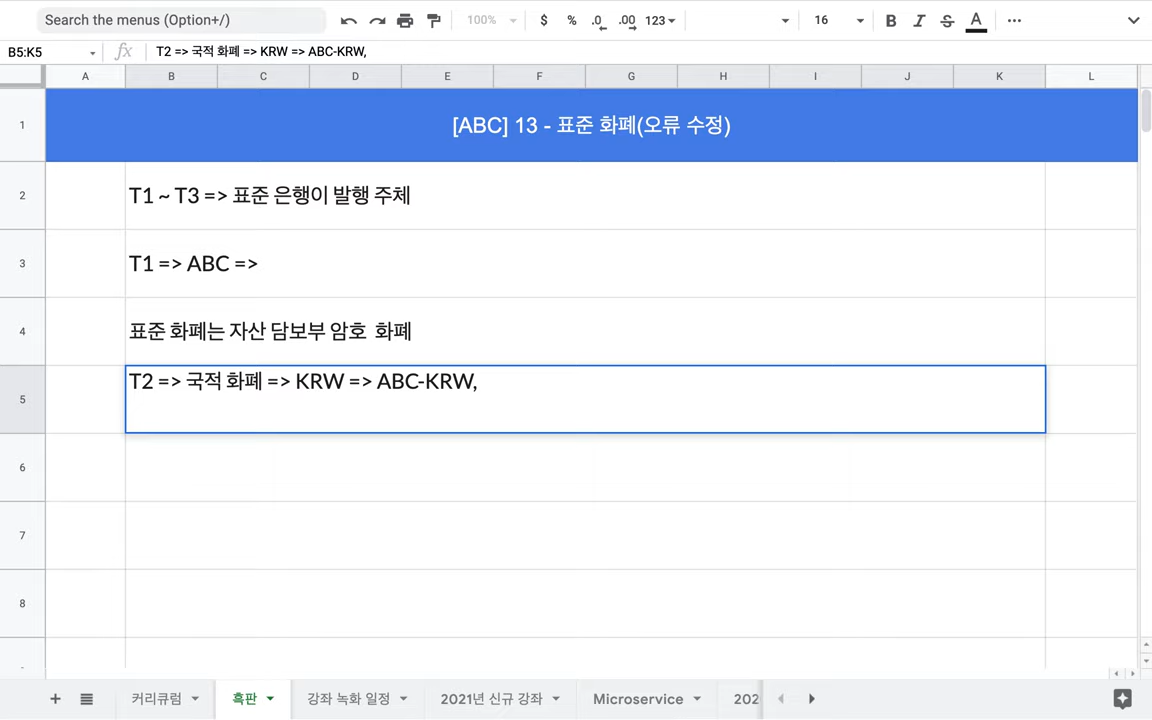 Search the menus (Option+/) 100% $ % .0 .00 123 16 B I S A
B5:K5 fx T2 => 국적 화폐 => KRW => ABC-KRW,
A B C D E F G H I J K L
1 [ABC] 13 - 표준 화폐(오류 수정)
2 T1 ~ T3 => 표준 은행이 발행 주체
3 T1 => ABC =>
4 표준 화폐는 자산 담보부 암호 화폐
5 T2 => 국적 화폐 => KRW => ABC-KRW,
6
7
8
커리큐럼 흑판 강좌 녹화 일정 2021년 신규 강좌 Microservice 202